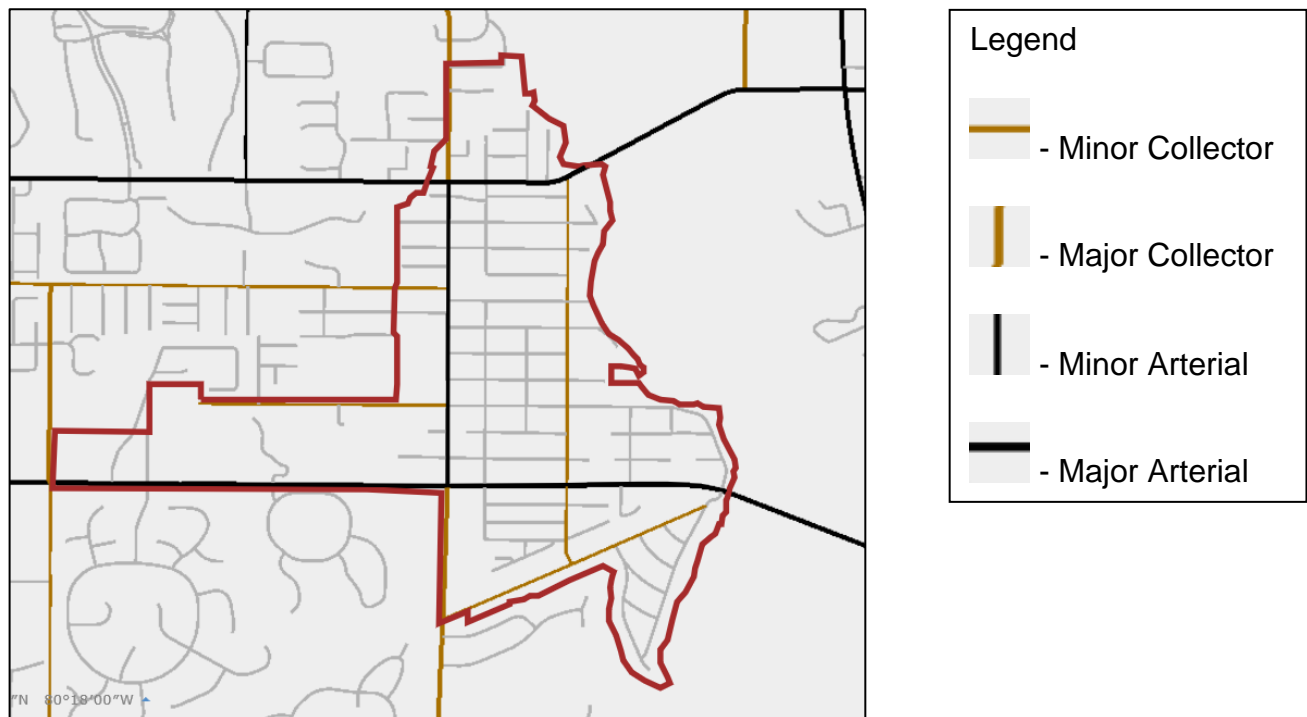 Legend
- Minor Collector
- Major Collector
- Minor Arterial
- Major Arterial
"N 80°18'00"W